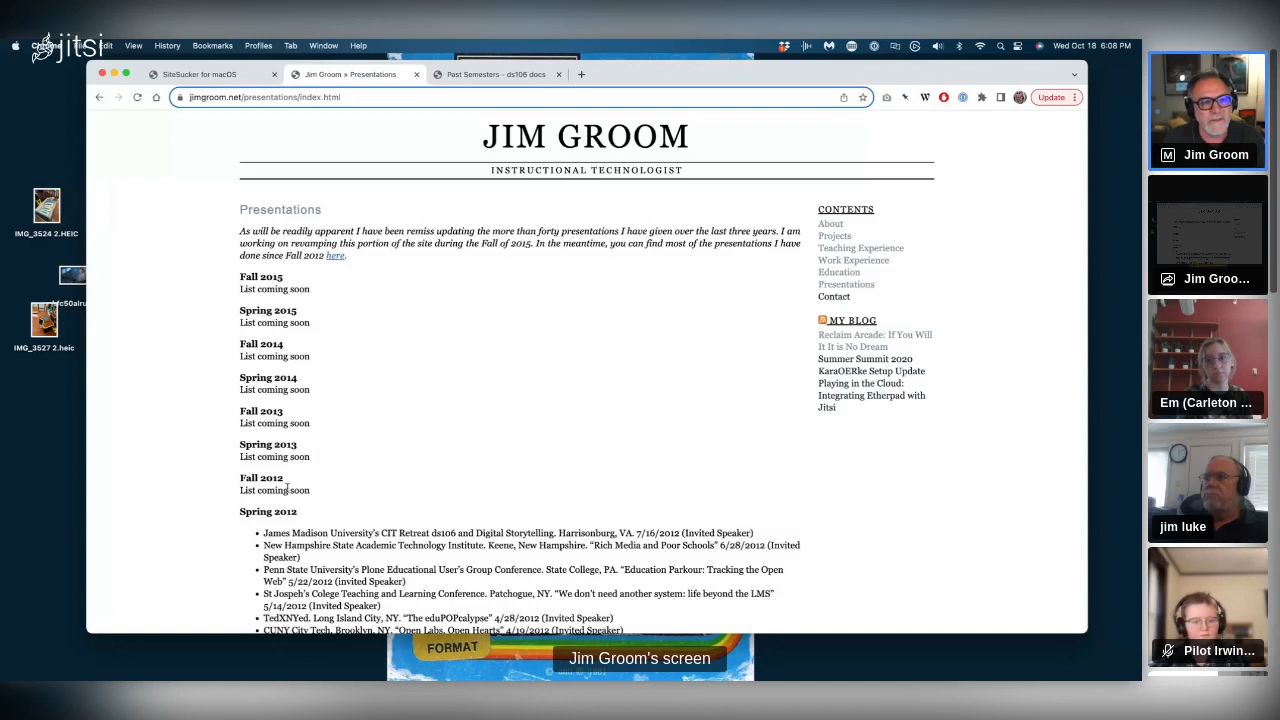 jitsi
Edit View History Bookmarks Profiles Tab Window Help
Wed Oct 18 6:08 PM
SiteSucker for macOS
Jim Groom » Presentations
Past Semesters - ds106 docs
jimgroom.net/presentations/index.html
Update
JIM GROOM
INSTRUCTIONAL TECHNOLOGIST
Presentations
As will be readily apparent I have been remiss updating the more than forty presentations I have given over the last three years. I am
working on revamping this portion of the site during the Fall of 2015. In the meantime, you can find most of the presentations I have
done since Fall 2012 here.
Fall 2015
List coming soon
Spring 2015
List coming soon
Fall 2014
List coming soon
Spring 2014
List coming soon
Fall 2013
List coming soon
Spring 2013
List coming soon
Fall 2012
List coming soon
Spring 2012
• James Madison University's CIT Retreat ds106 and Digital Storytelling. Harrisonburg, VA. 7/16/2012 (Invited Speaker)
• New Hampshire State Academic Technology Institute. Keene, New Hampshire. “Rich Media and Poor Schools” 6/28/2012 (Invited
Speaker)
• Penn State University's Plone Educational User's Group Conference. State College, PA. “Education Parkour: Tracking the Open
Web” 5/22/2012 (invited Speaker)
• St Jospeh's Colege Teaching and Learning Conference. Patchogue, NY. “We don't need another system: life beyond the LMS”
5/14/2012 (Invited Speaker)
• TedXNYed. Long Island City, NY. “The eduPOPcalypse” 4/28/2012 (Invited Speaker)
• CUNY City Tech. Brooklyn, NY. “Open Labs, Open Hearts” 4/19/2012 (Invited Speaker)
CONTENTS
About
Projects
Teaching Experience
Work Experience
Education
Presentations
Contact
MY BLOG
Reclaim Arcade: If You Will
It It is No Dream
Summer Summit 2020
KaraOERke Setup Update
Playing in the Cloud:
Integrating Etherpad with
Jitsi
IMG_3524 2.HEIC
IMG_3527 2.heic
FORMAT
Jim Groom's screen
M Jim Groom
Jim Groo...
Em (Carleton ...
jim luke
Pilot Irwin...